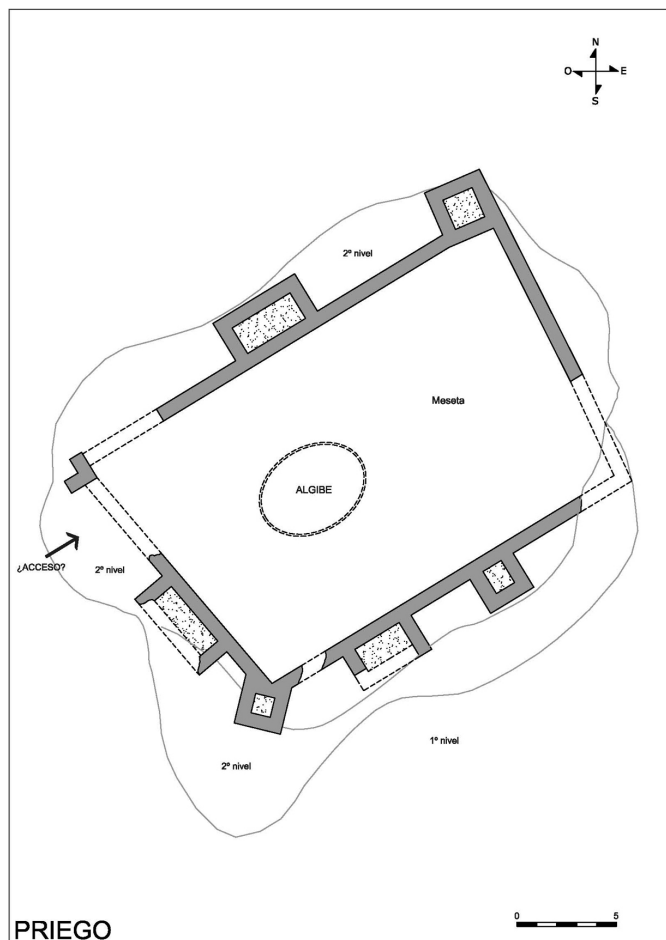 N
O E
S
2º nivel
Meseta
ALGIBE
¿ACCESO?
2º nivel
1º nivel
2º nivel
PRIEGO
0 5